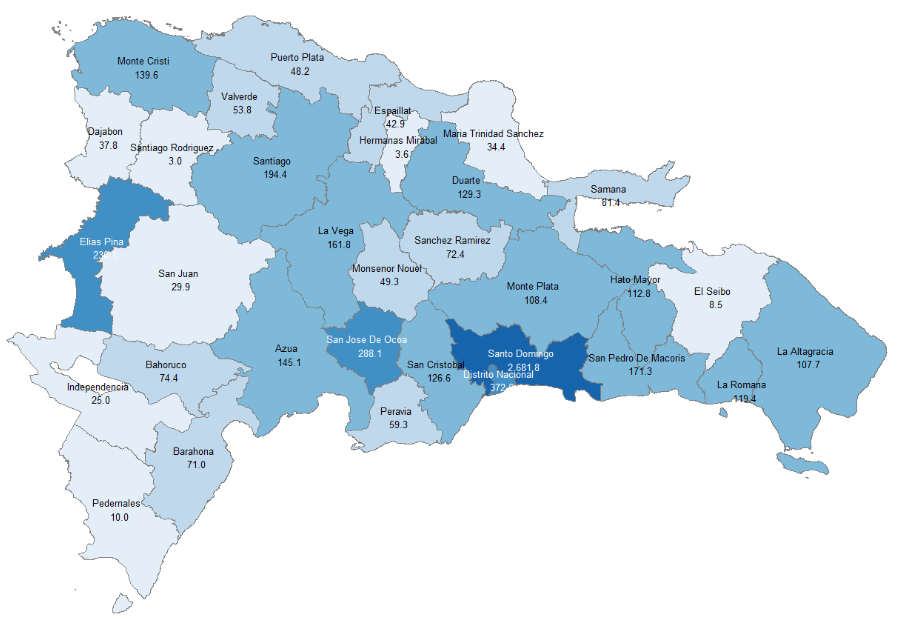 Monte Cristi
139.6
Puerto Plata
48.2
Valverde
53.8
Espaillat
42.9
Dajabon
37.8
Santiago Rodriguez
3.0
Hermanas Mirabal
3.6
Maria Trinidad Sanchez
34.4
Santiago
194.4
Duarte
129.3
Samana
81.4
Elias Pina
La Vega
161.8
Sanchez Ramirez
72.4
San Juan
29.9
Monsenor Nouel
49.3
Monte Plata
108.4
Hato Mayor
112.8
El Seibo
8.5
San Jose De Ocoa
288.1
Azua
145.1
Santo Domingo
2,681.8
Distrito Nacional
San Cristobal
126.6
San Pedro De Macoris
171.3
La Altagracia
107.7
Bahoruco
74.4
Independencia
25.0
La Romana
119.4
Peravia
59.3
Barahona
71.0
Pedernales
10.0